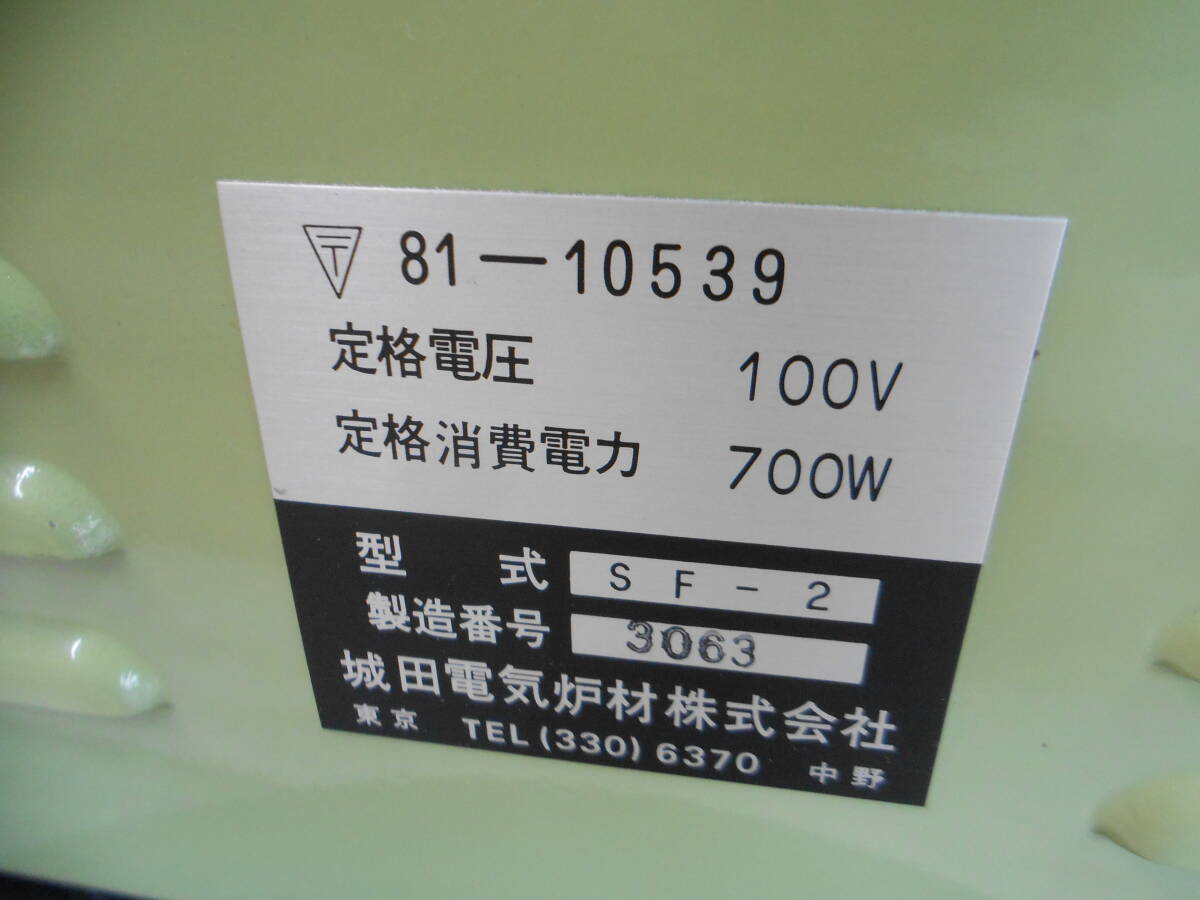 〒 81-10539
定格電圧 100V
定格消費電力 700W
型式 SF-2
製造番号 3063
城田電気炉材株式会社
東京 TEL(330)6370 中野